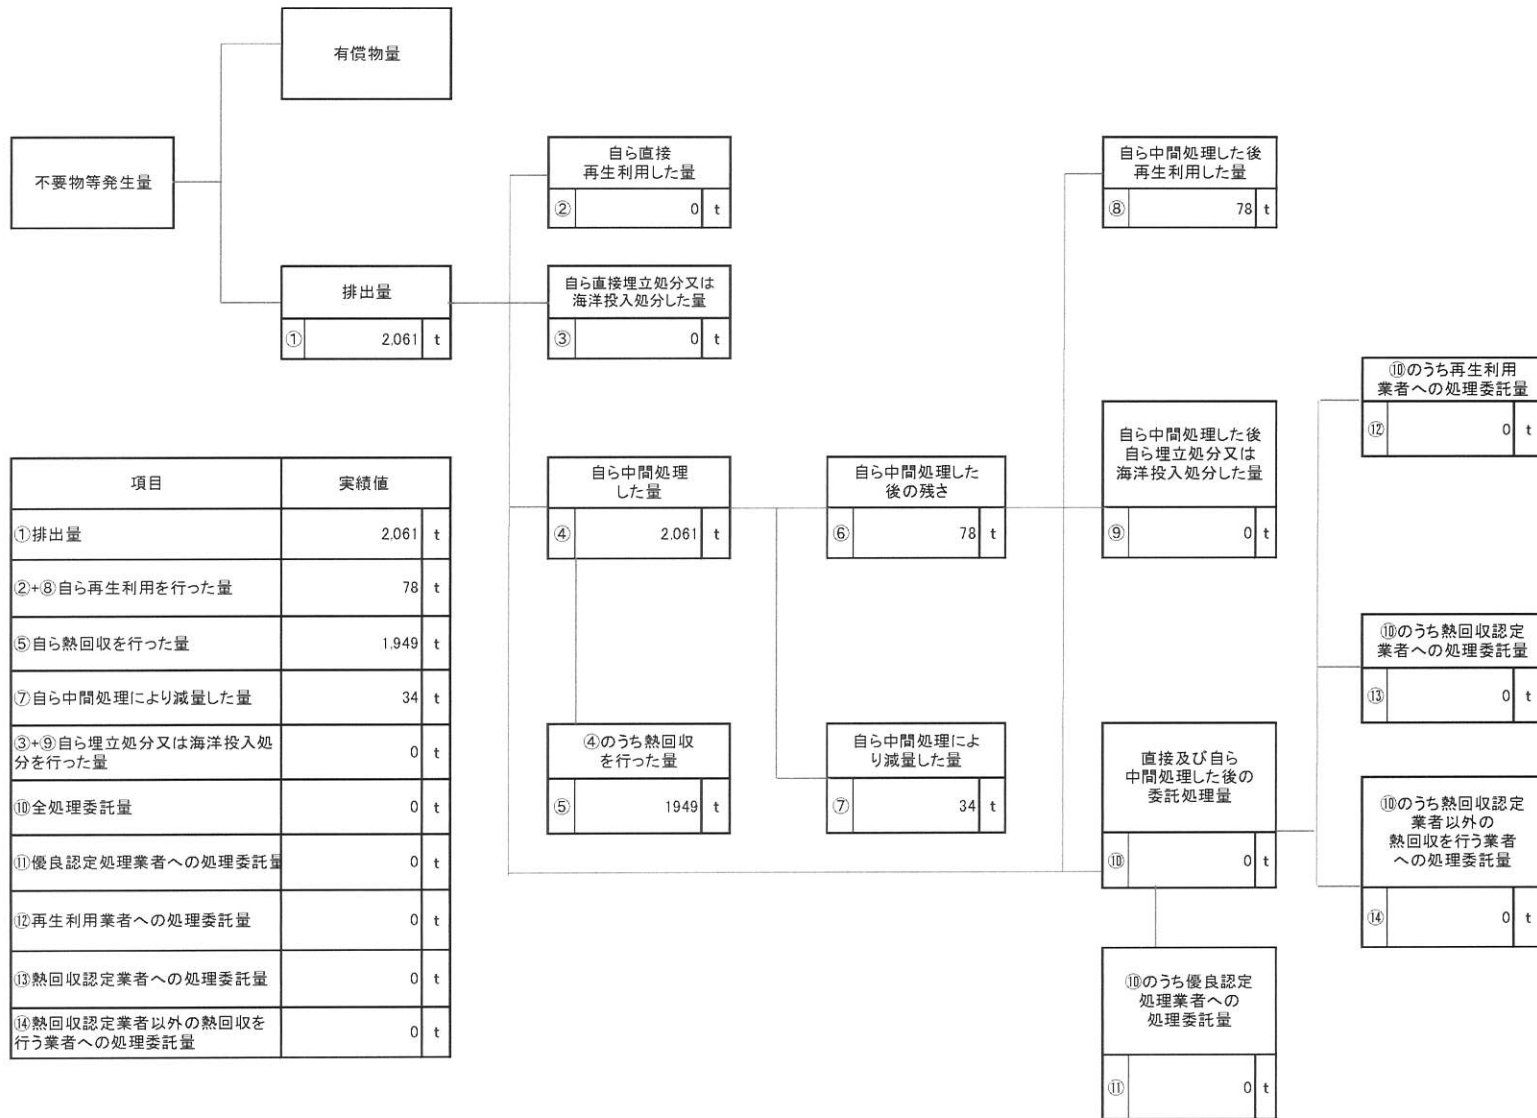 有償物量
不要物等発生量
排出量
① 2,061 t
自ら直接
再生利用した量
② 0 t
自ら直接埋立処分又は
海洋投入処分した量
③ 0 t
自ら中間処理
した量
④ 2,061 t
④のうち熱回収
を行った量
⑤ 1949 t
自ら中間処理した
後の残さ
⑥ 78 t
自ら中間処理によ
り減量した量
⑦ 34 t
自ら中間処理した後
再生利用した量
⑧ 78 t
自ら中間処理した後
自ら埋立処分又は
海洋投入処分した量
⑨ 0 t
直接及び自ら
中間処理した後の
委託処理量
⑩ 0 t
⑩のうち優良認定
処理業者への
処理委託量
⑪ 0 t
⑩のうち再生利用
業者への処理委託量
⑫ 0 t
⑩のうち熱回収認定
業者への処理委託量
⑬ 0 t
⑩のうち熱回収認定
業者以外の
熱回収を行う業者
への処理委託量
⑭ 0 t
項目 実績値
①排出量 2,061 t
②+⑧自ら再生利用を行った量 78 t
⑤自ら熱回収を行った量 1,949 t
⑦自ら中間処理により減量した量 34 t
③+⑨自ら埋立処分又は海洋投入処
分を行った量 0 t
⑩全処理委託量 0 t
⑪優良認定処理業者への処理委託量 0 t
⑫再生利用業者への処理委託量 0 t
⑬熱回収認定業者への処理委託量 0 t
⑭熱回収認定業者以外の熱回収を
行う業者への処理委託量 0 t